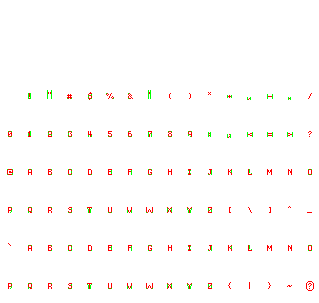 ! " # $ % & ' ( ) * + , - . /
0 1 2 3 4 5 6 7 8 9 : ; < = > ?
@ A B C D E F G H I J K L M N O
P Q R S T U V W X Y Z [ \ ] ^ _
` A B C D E F G H I J K L M N O
P Q R S T U V W X Y Z { | } ~ ?